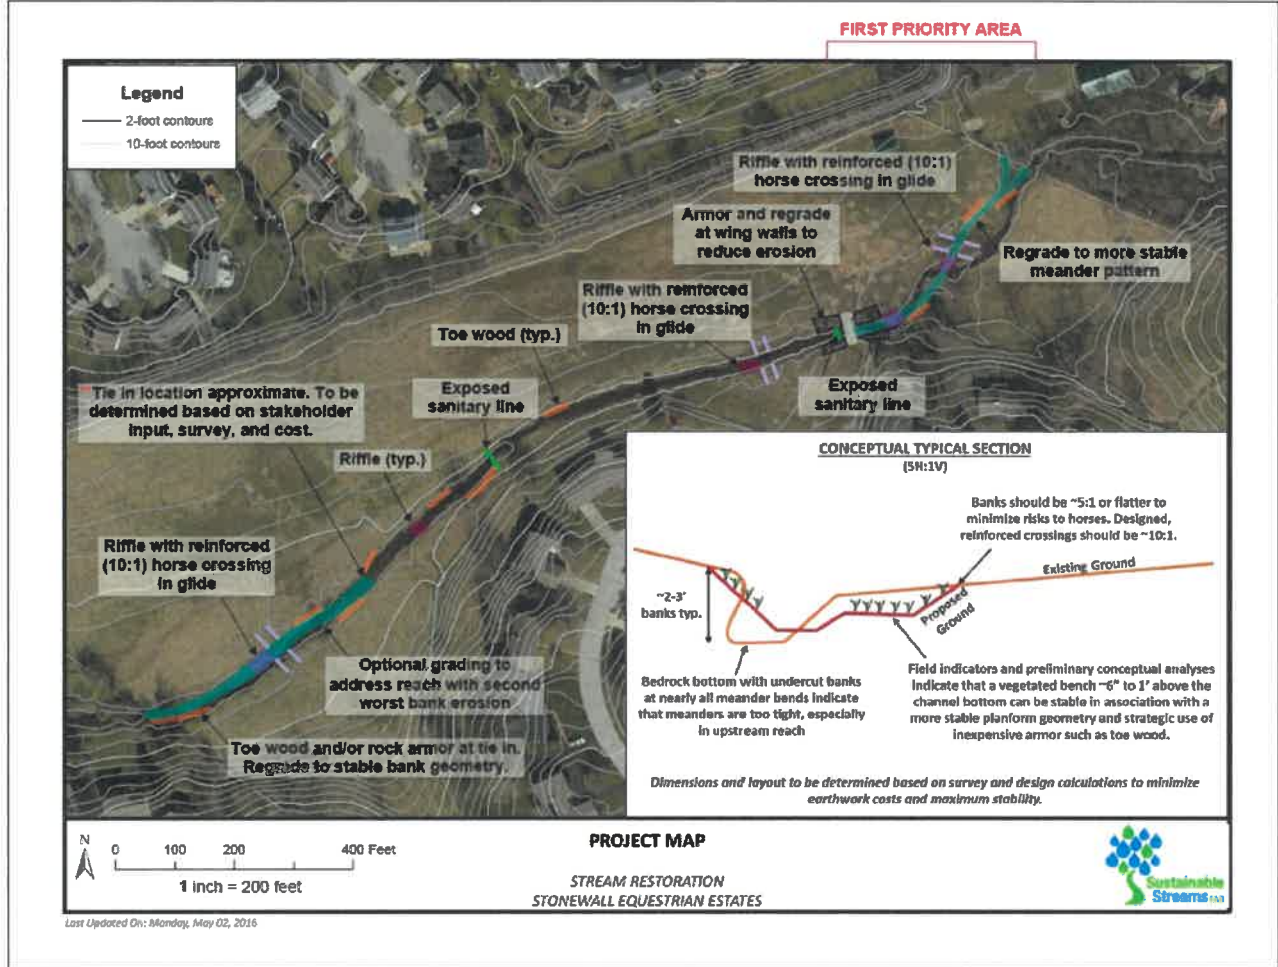 FIRST PRIORITY AREA
Legend
2-foot contours
10-foot contours
Riffle with reinforced (10:1)
horse crossing in glide
Armor and regrade
at wing walls to
reduce erosion
Regrade to more stable
meander pattern
Riffle with reinforced
(10:1) horse crossing
in glide
Toe wood (typ.)
Exposed
sanitary line
Exposed
sanitary line
*Tie in location approximate. To be
determined based on stakeholder
input, survey, and cost.
Riffle (typ.)
Riffle with reinforced
(10:1) horse crossing
in glide
Optional grading to
address reach with second
worst bank erosion
Toe wood and/or rock armor at tie in.
Regrade to stable bank geometry.
CONCEPTUAL TYPICAL SECTION
(5H:1V)
Banks should be ~5:1 or flatter to
minimize risks to horses. Designed,
reinforced crossings should be ~10:1.
Existing Ground
~2-3'
banks typ.
Proposed
Ground
Bedrock bottom with undercut banks
at nearly all meander bends indicate
that meanders are too tight, especially
in upstream reach
Field indicators and preliminary conceptual analyses
indicate that a vegetated bench ~6" to 1' above the
channel bottom can be stable in association with a
more stable planform geometry and strategic use of
inexpensive armor such as toe wood.
Dimensions and layout to be determined based on survey and design calculations to minimize
earthwork costs and maximum stability.
N
0 100 200 400 Feet
1 inch = 200 feet
PROJECT MAP
STREAM RESTORATION
STONEWALL EQUESTRIAN ESTATES
Sustainable
Streams
Last Updated On: Monday, May 02, 2016